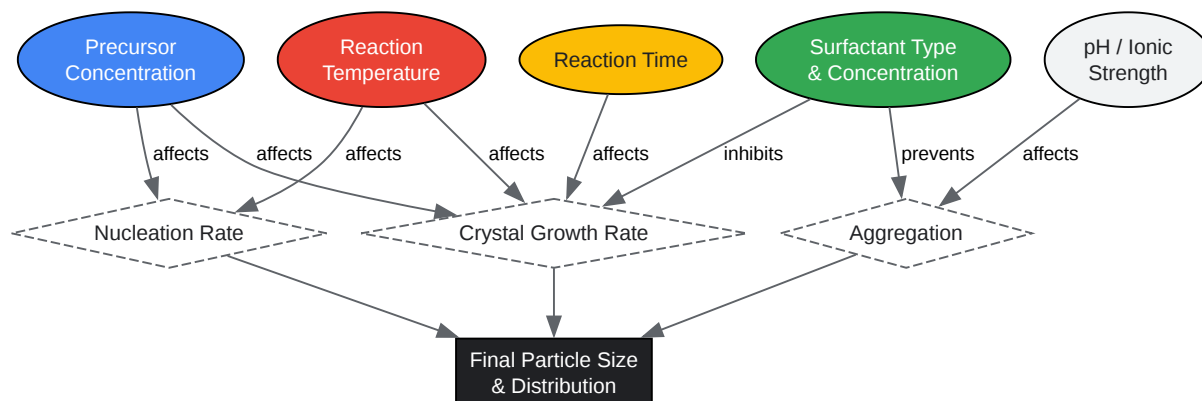 Precursor
Concentration
Reaction
Temperature
Reaction Time
Surfactant Type
& Concentration
pH / Ionic
Strength
affects
affects
affects
affects
affects
inhibits
prevents
affects
Nucleation Rate
Crystal Growth Rate
Aggregation
Final Particle Size
& Distribution